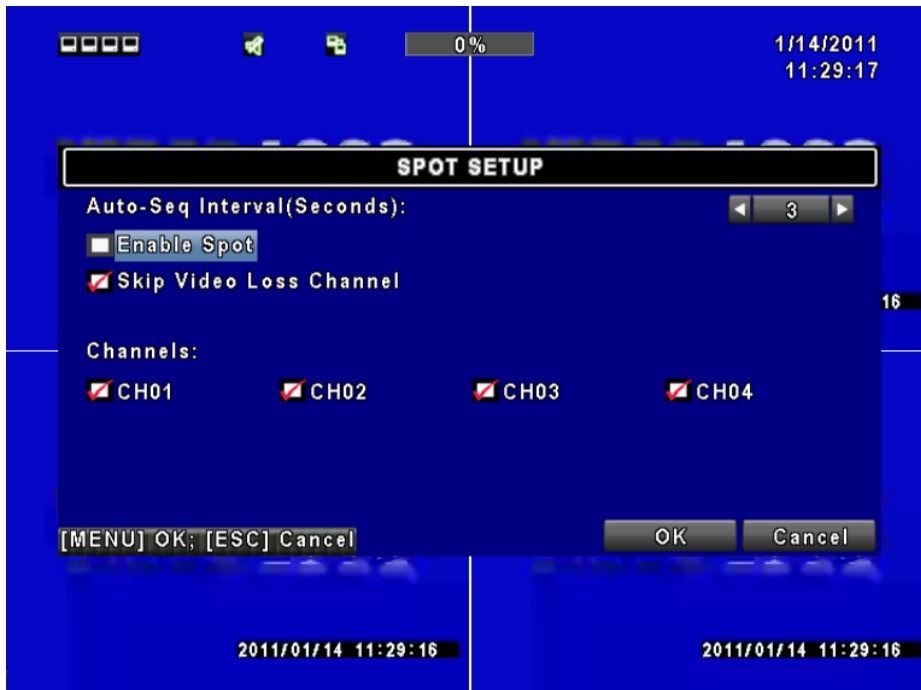 0%
1/14/2011
11:29:17
SPOT SETUP
Auto-Seq Interval(Seconds): 3
Enable Spot
Skip Video Loss Channel
16
Channels:
CH01 CH02 CH03 CH04
[MENU] OK; [ESC] Cancel OK Cancel
2011/01/14 11:29:16 2011/01/14 11:29:16